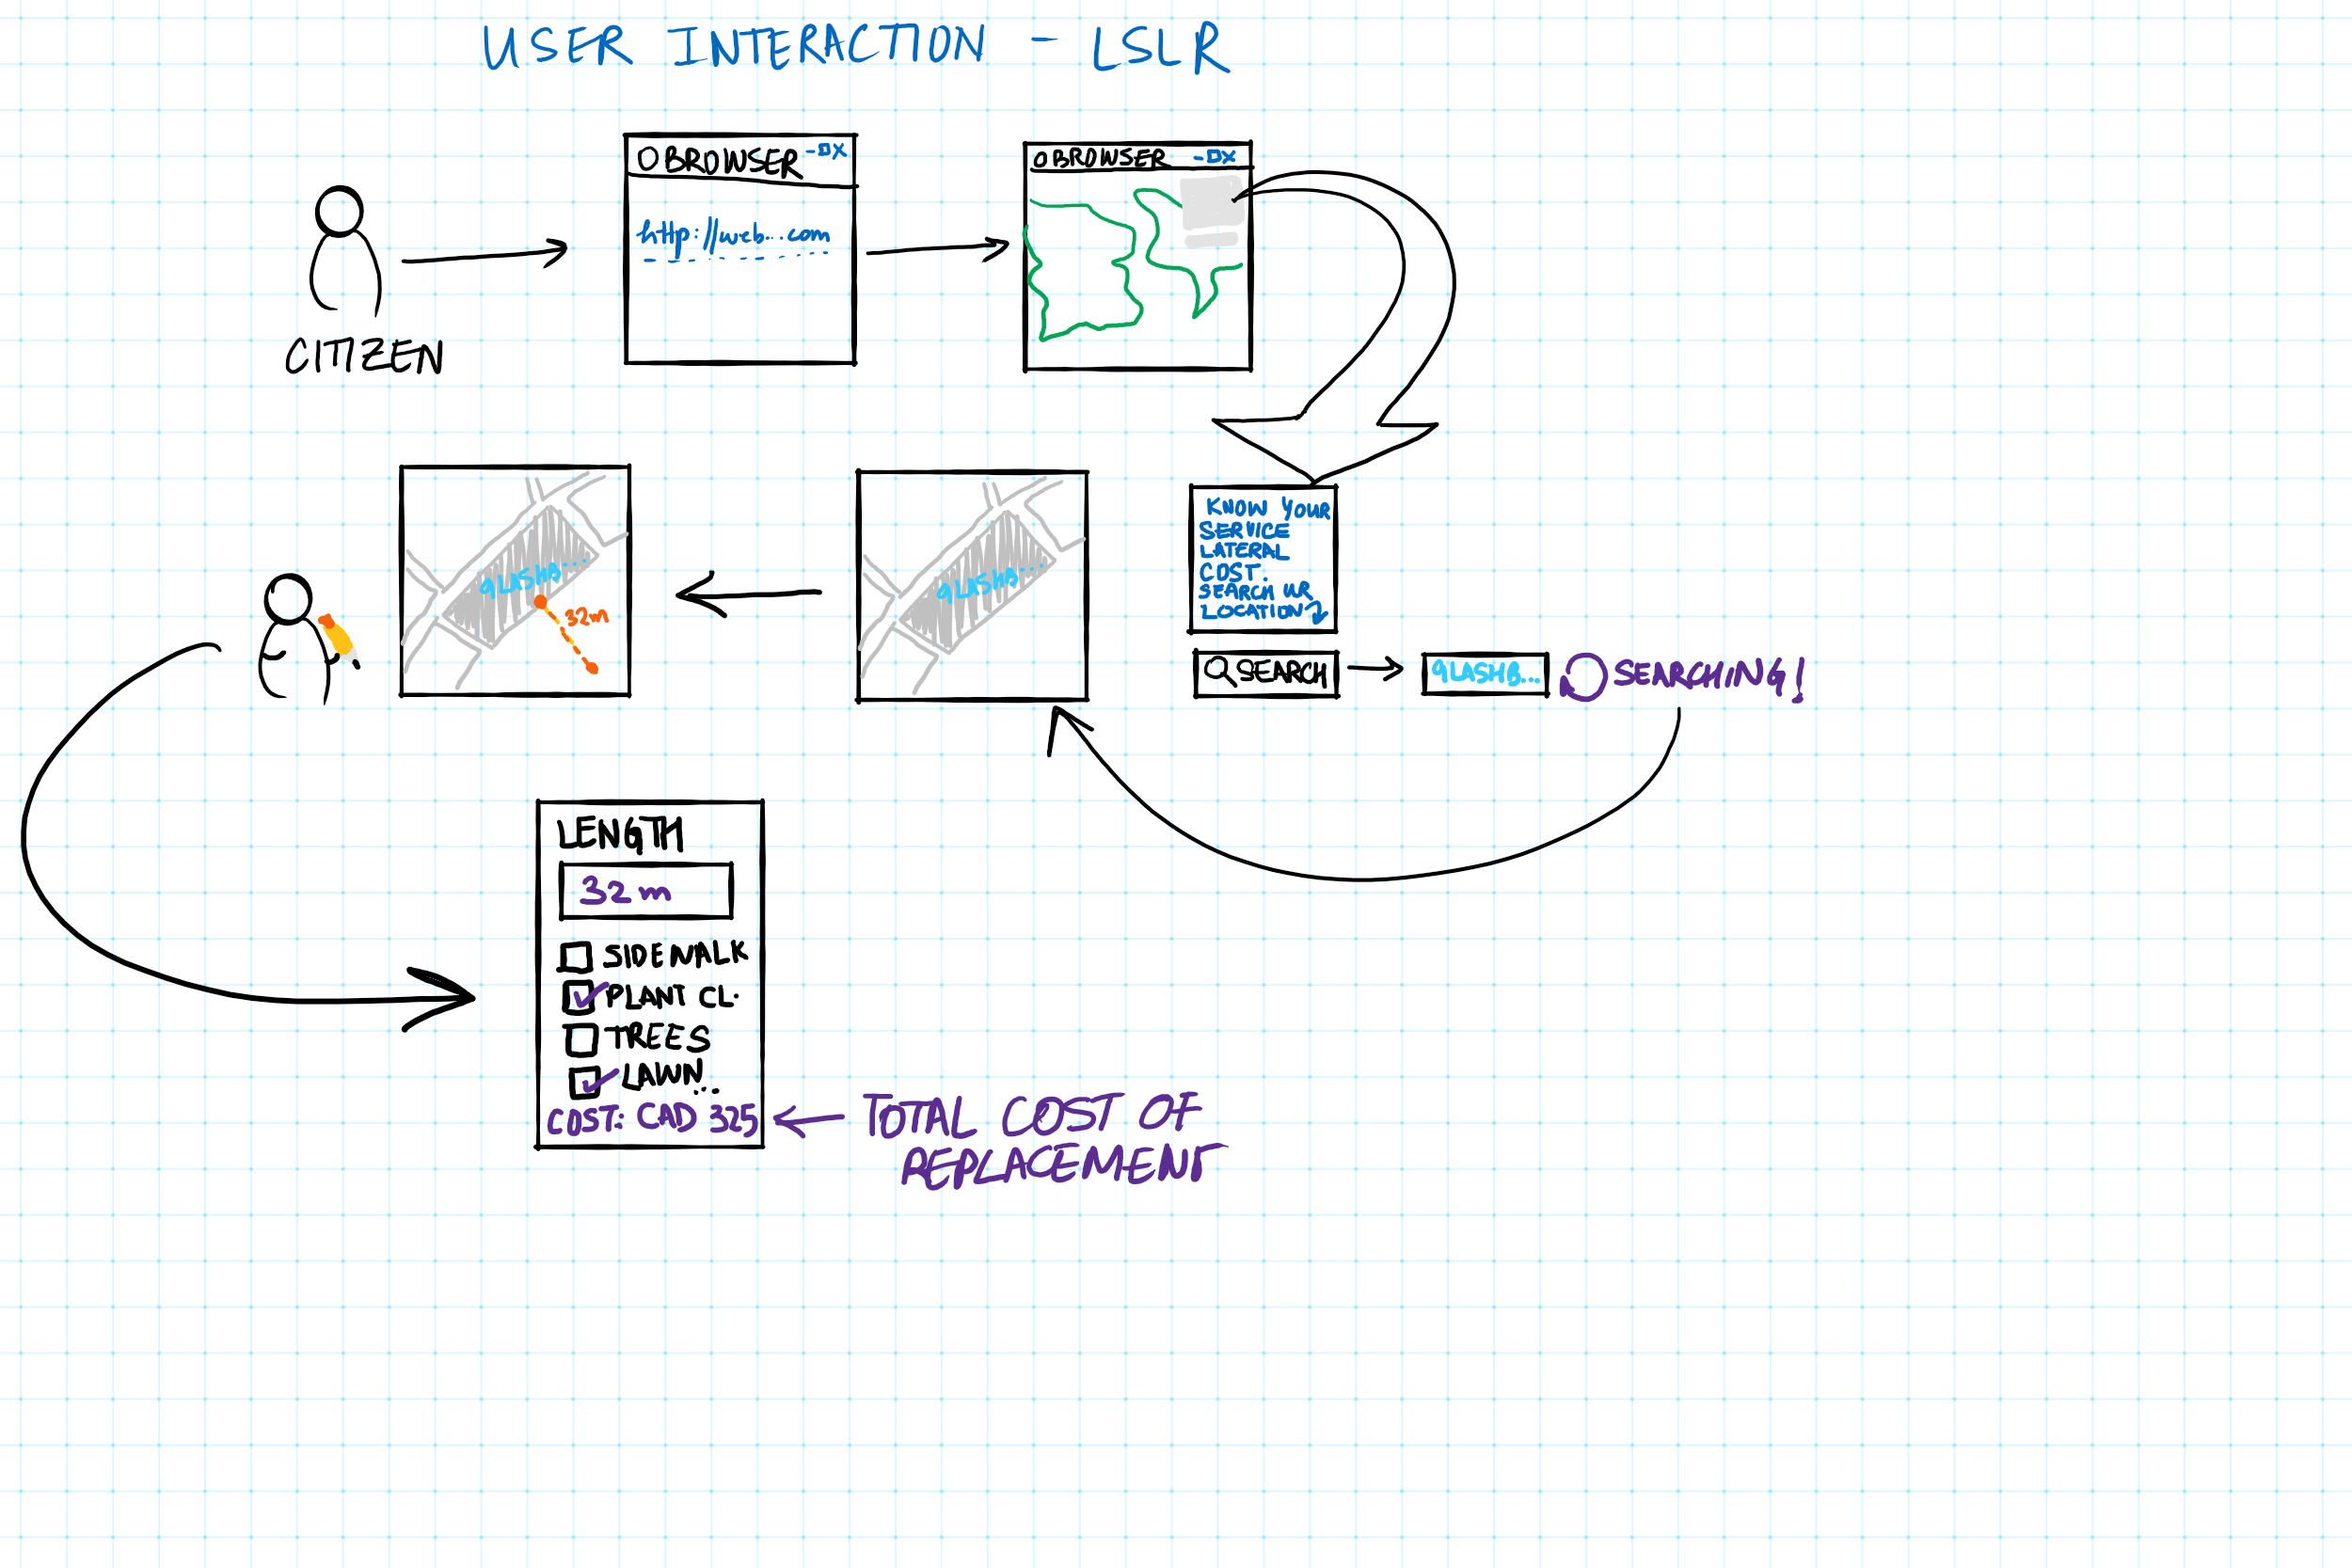 USER INTERACTION - LSLR
BROWSER -□X
http://web...com
BROWSER -□X
CITIZEN
KNOW YOUR
SERVICE
LATERAL
COST.
SEARCH UR
LOCATION
SEARCH
9LASHB...
SEARCHING!
9LASHB....
9LASHB....
32m
LENGTH
32m
SIDEWALK
PLANT CL.
TREES
LAWN...
COST: CAD 325
TOTAL COST OF
REPLACEMENT